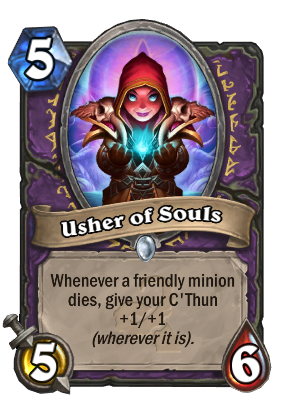 5
Usher of Souls
Whenever a friendly minion
dies, give your C'Thun
+1/+1
(wherever it is).
5
6